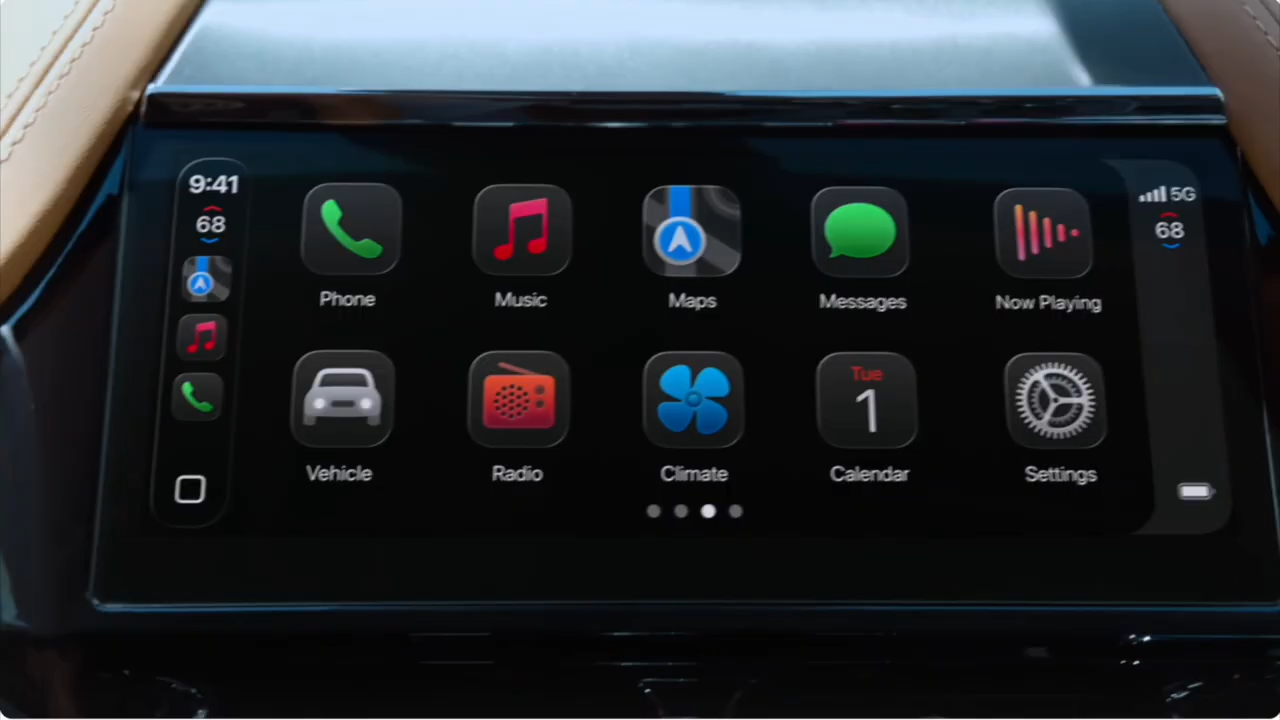 9:41
68
Phone
Music
Maps
Messages
Now Playing
5G
68
Tue
1
Vehicle
Radio
Climate
Calendar
Settings